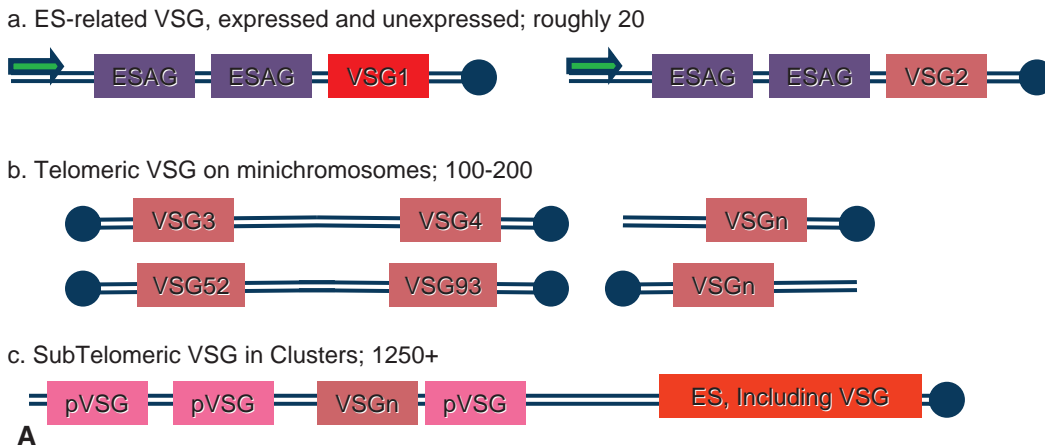 a. ES-related VSG, expressed and unexpressed; roughly 20
ESAG ESAG VSG1 ESAG ESAG VSG2
b. Telomeric VSG on minichromosomes; 100-200
VSG3 VSG4 VSGn
VSG52 VSG93 VSGn
c. SubTelomeric VSG in Clusters; 1250+
pVSG pVSG VSGn pVSG ES, Including VSG
A